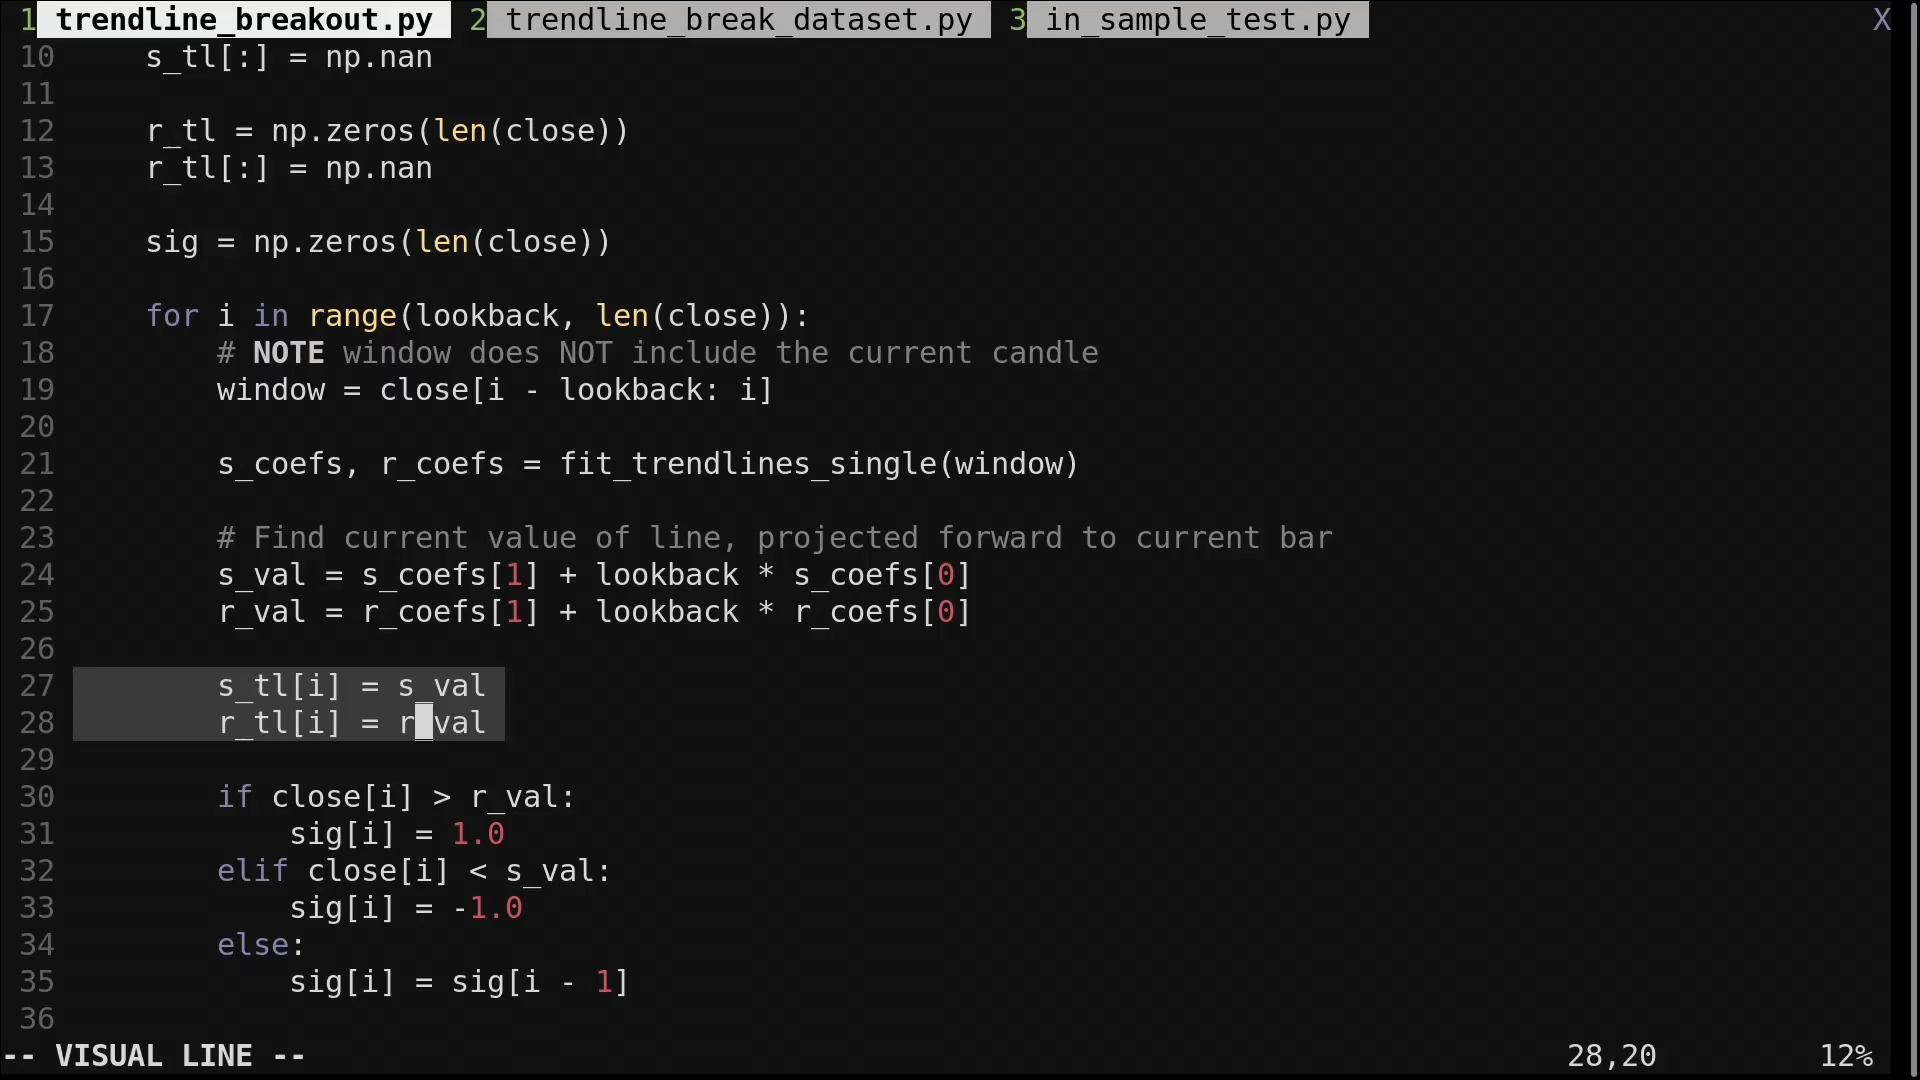 1 trendline_breakout.py 2 trendline_break_dataset.py 3 in_sample_test.py X
10     s_tl[:] = np.nan
11
12     r_tl = np.zeros(len(close))
13     r_tl[:] = np.nan
14
15     sig = np.zeros(len(close))
16
17     for i in range(lookback, len(close)):
18         # NOTE window does NOT include the current candle
19         window = close[i - lookback: i]
20
21         s_coefs, r_coefs = fit_trendlines_single(window)
22
23         # Find current value of line, projected forward to current bar
24         s_val = s_coefs[1] + lookback * s_coefs[0]
25         r_val = r_coefs[1] + lookback * r_coefs[0]
26
27         s_tl[i] = s_val
28         r_tl[i] = r_val
29
30         if close[i] > r_val:
31             sig[i] = 1.0
32         elif close[i] < s_val:
33             sig[i] = -1.0
34         else:
35             sig[i] = sig[i - 1]
36
-- VISUAL LINE -- 28,20 12%